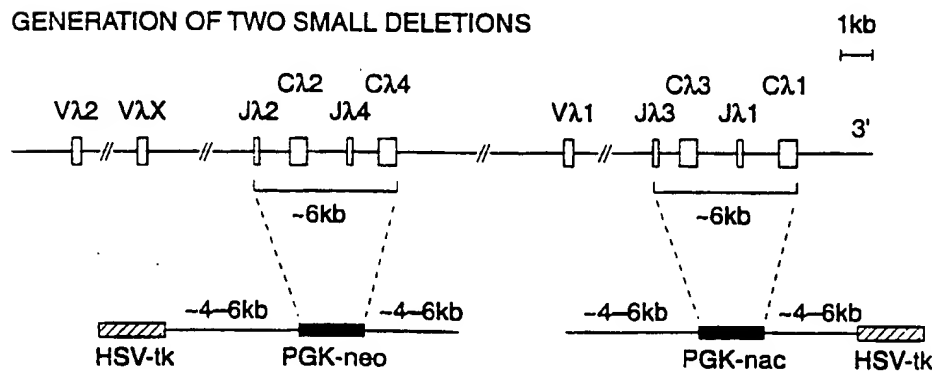 GENERATION OF TWO SMALL DELETIONS
1kb
Cλ2 Cλ4 Cλ3 Cλ1
Vλ2 VλX Jλ2 Jλ4 Vλ1 Jλ3 Jλ1
3'
~6kb ~6kb
~4–6kb ~4–6kb ~4–6kb ~4–6kb
HSV-tk PGK-neo PGK-nac HSV-tk